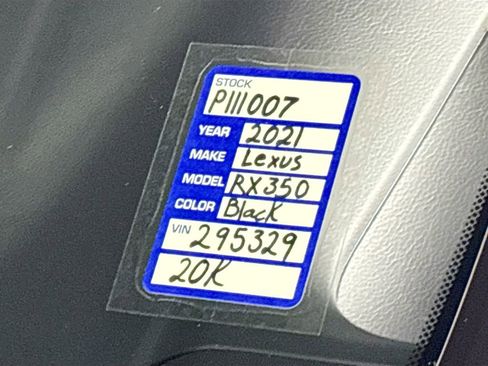 STOCK
P111007
YEAR 2021
MAKE Lexus
MODEL RX350
COLOR Black
VIN 295329
20K